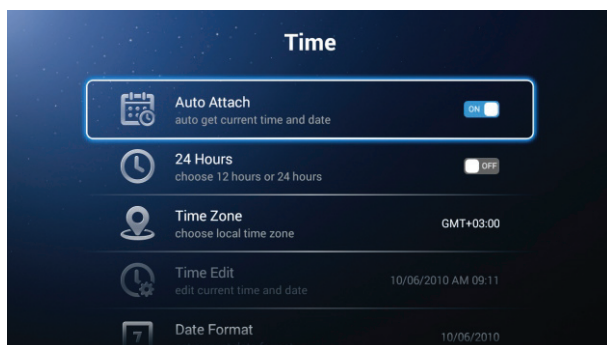 Time
Auto Attach
auto get current time and date
ON
24 Hours
choose 12 hours or 24 hours
OFF
Time Zone
choose local time zone
GMT+03:00
Time Edit
edit current time and date
10/06/2010 AM 09:11
7
Date Format
10/06/2010